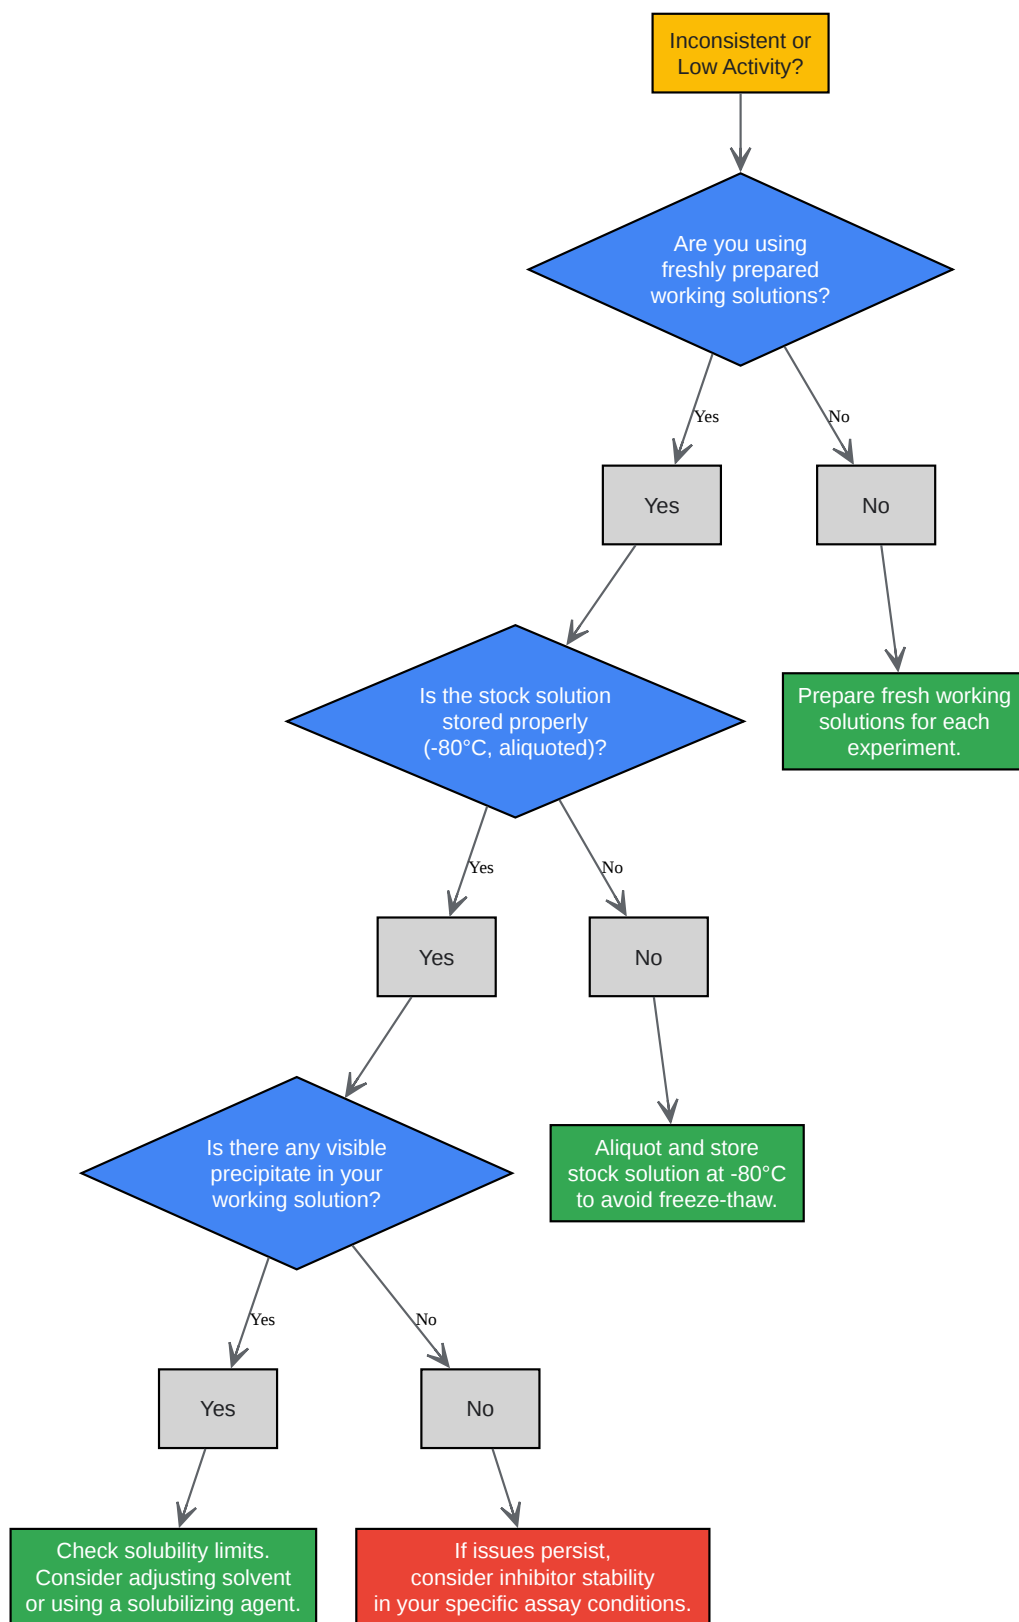 Inconsistent or
Low Activity?
Are you using
freshly prepared
working solutions?
Yes
No
Yes
No
Is the stock solution
stored properly
(-80°C, aliquoted)?
Prepare fresh working
solutions for each
experiment.
Yes
No
Yes
No
Is there any visible
precipitate in your
working solution?
Aliquot and store
stock solution at -80°C
to avoid freeze-thaw.
Yes
No
Yes
No
Check solubility limits.
Consider adjusting solvent
or using a solubilizing agent.
If issues persist,
consider inhibitor stability
in your specific assay conditions.